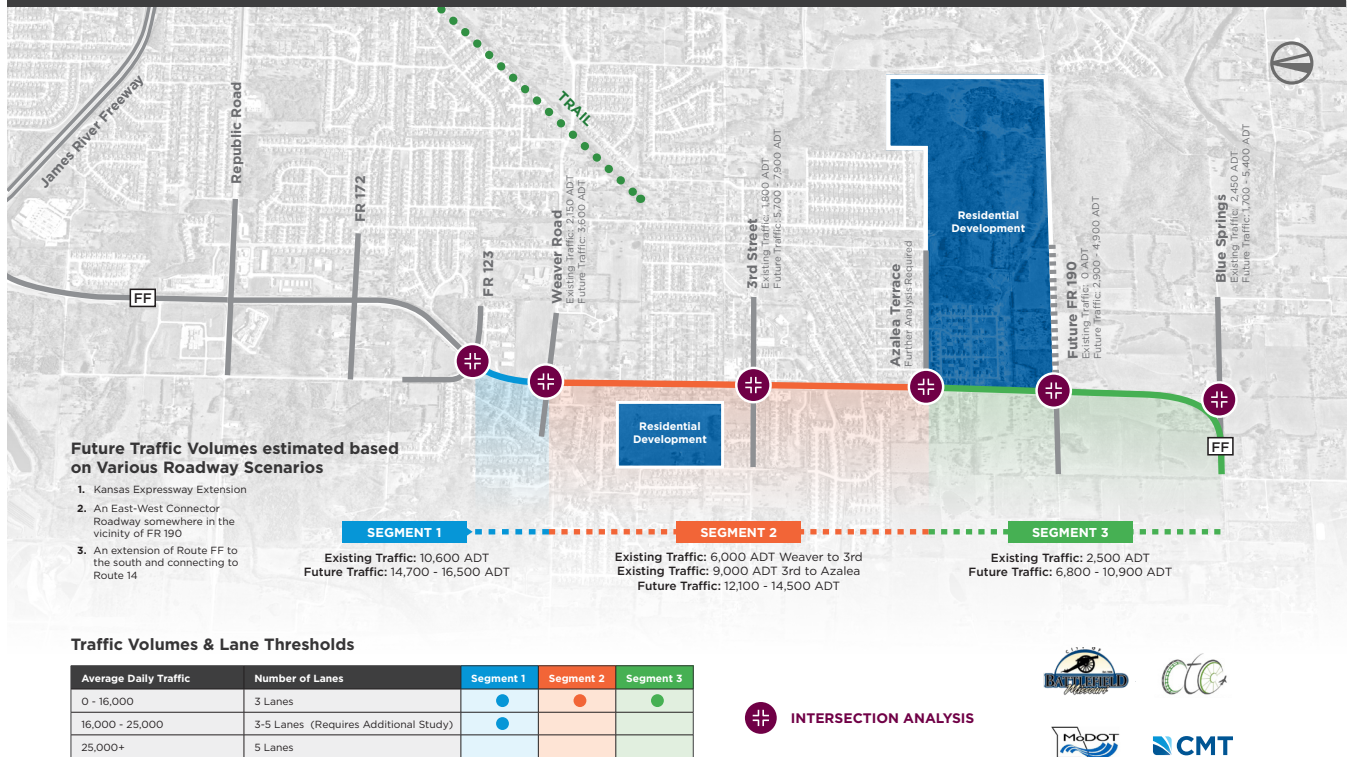 James River Freeway
Republic Road
FR 172
TRAIL
FR 123
Weaver Road
Existing Traffic: 2,150 ADT
Future Traffic: 3,600 ADT
3rd Street
Existing Traffic: 1,800 ADT
Future Traffic: 5,700 - 7,900 ADT
Azalea Terrace
Further Analysis Required
Residential
Development
Future FR 190
Existing Traffic: 0 ADT
Future Traffic: 2,900 - 4,900 ADT
Blue Springs
Existing Traffic: 2,450 ADT
Future Traffic: 1,700 - 5,400 ADT
FF
Residential
Development
FF
Future Traffic Volumes estimated based
on Various Roadway Scenarios
1. Kansas Expressway Extension
2. An East-West Connector
Roadway somewhere in the
vicinity of FR 190
3. An extension of Route FF to
the south and connecting to
Route 14
SEGMENT 1
Existing Traffic: 10,600 ADT
Future Traffic: 14,700 - 16,500 ADT
SEGMENT 2
Existing Traffic: 6,000 ADT Weaver to 3rd
Existing Traffic: 9,000 ADT 3rd to Azalea
Future Traffic: 12,100 - 14,500 ADT
SEGMENT 3
Existing Traffic: 2,500 ADT
Future Traffic: 6,800 - 10,900 ADT
Traffic Volumes & Lane Thresholds
Average Daily Traffic Number of Lanes Segment 1 Segment 2 Segment 3
0 - 16,000 3 Lanes
16,000 - 25,000 3-5 Lanes (Requires Additional Study)
25,000+ 5 Lanes
INTERSECTION ANALYSIS
CITY OF
BATTLEFIELD
Missouri
OTO
MoDOT
CMT